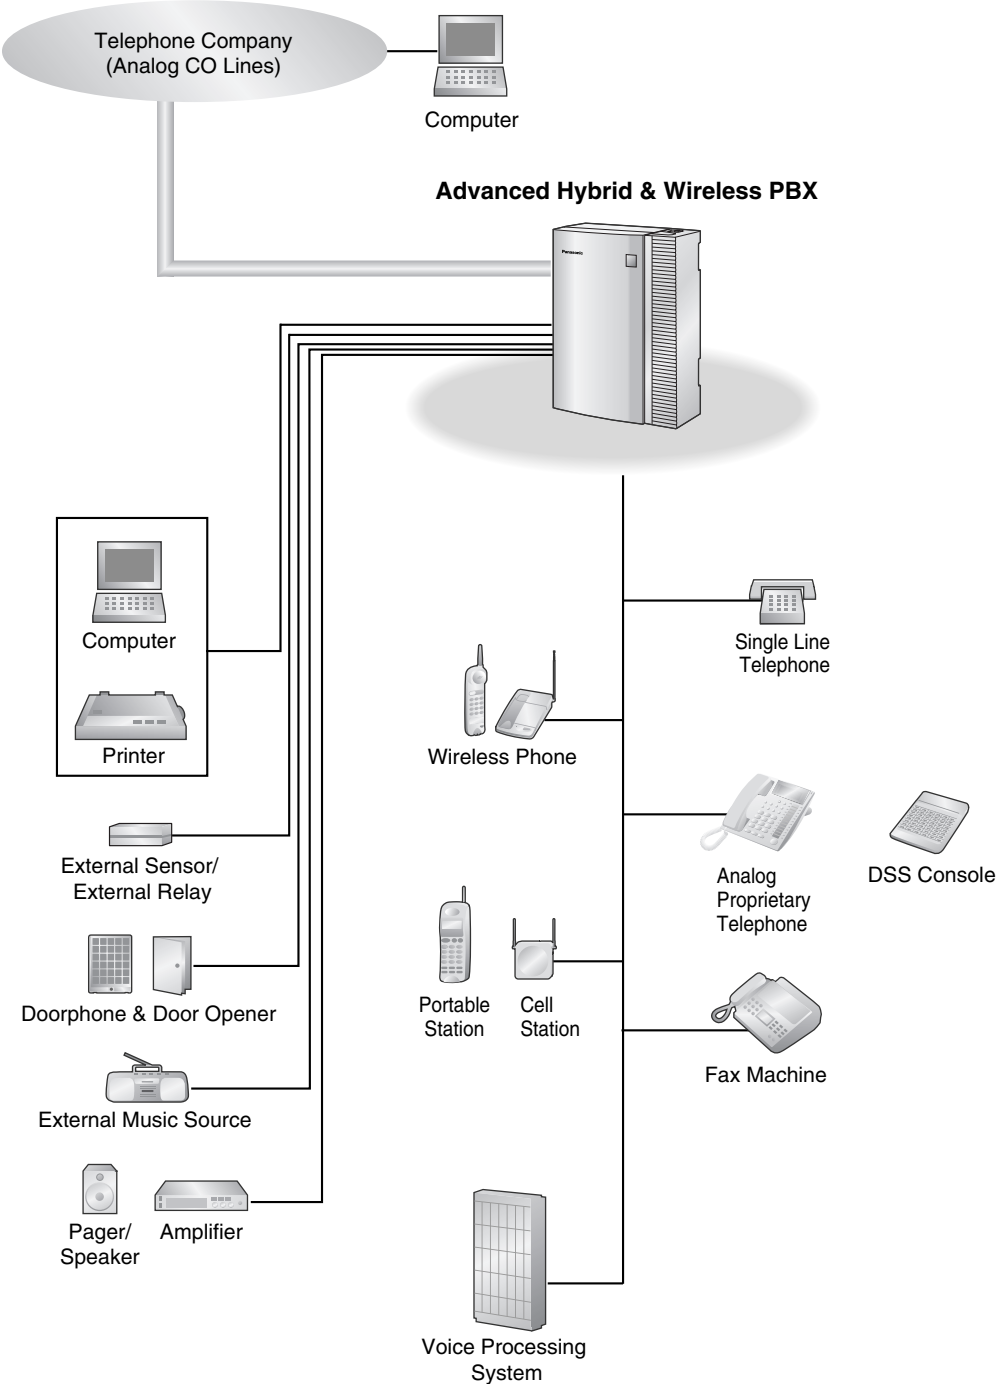 Telephone Company
(Analog CO Lines)
Computer
Advanced Hybrid & Wireless PBX
Panasonic
Computer
Printer
Single Line
Telephone
Wireless Phone
External Sensor/
External Relay
Analog
Proprietary
Telephone
DSS Console
Doorphone & Door Opener
Portable
Station
Cell
Station
Fax Machine
External Music Source
Pager/
Speaker
Amplifier
Voice Processing
System